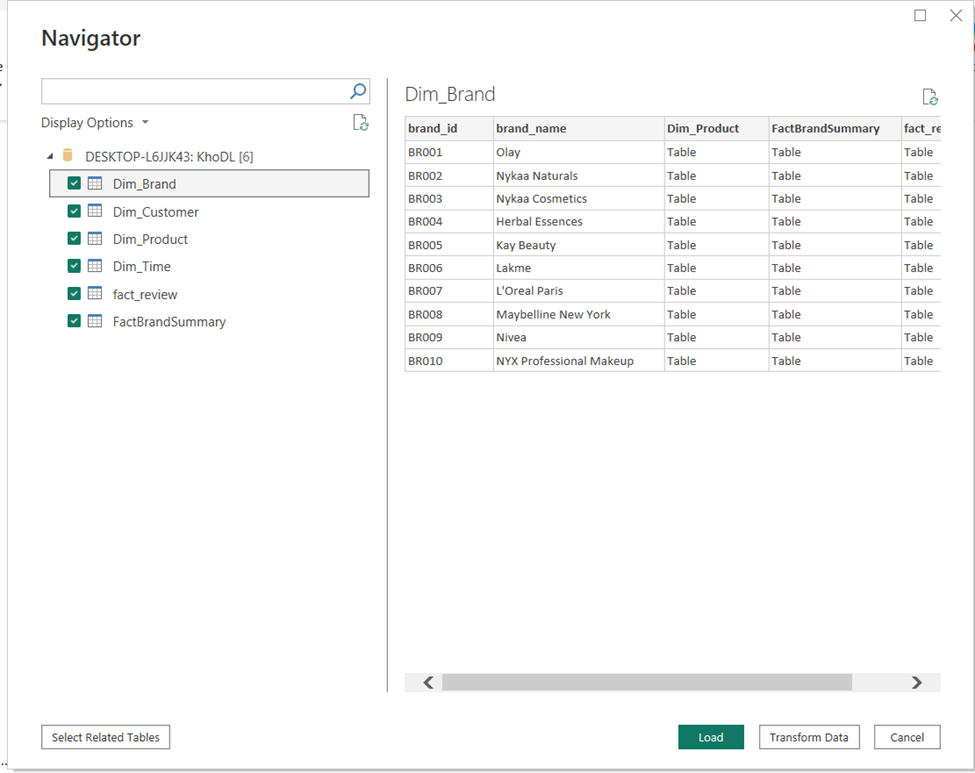 Navigator
Display Options
DESKTOP-L6JJK43: KhoDL [6]
Dim_Brand
Dim_Customer
Dim_Product
Dim_Time
fact_review
FactBrandSummary
Dim_Brand
brand_id brand_name Dim_Product FactBrandSummary fact_re
BR001 Olay Table Table Table
BR002 Nykaa Naturals Table Table Table
BR003 Nykaa Cosmetics Table Table Table
BR004 Herbal Essences Table Table Table
BR005 Kay Beauty Table Table Table
BR006 Lakme Table Table Table
BR007 L'Oreal Paris Table Table Table
BR008 Maybelline New York Table Table Table
BR009 Nivea Table Table Table
BR010 NYX Professional Makeup Table Table Table
Select Related Tables
Load
Transform Data
Cancel